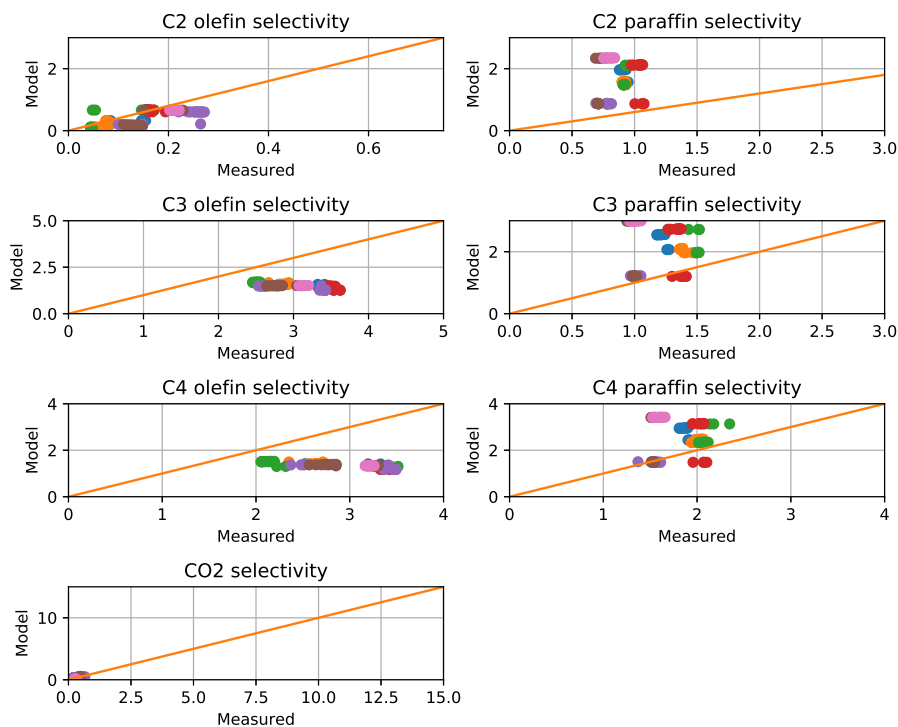 C2 olefin selectivity
Model
2
0
0.0 0.2 0.4 0.6
Measured
C2 paraffin selectivity
Model
2
0
0.0 0.5 1.0 1.5 2.0 2.5 3.0
Measured
C3 olefin selectivity
Model
5.0
2.5
0.0
0 1 2 3 4 5
Measured
C3 paraffin selectivity
Model
2
0
0.0 0.5 1.0 1.5 2.0 2.5 3.0
Measured
C4 olefin selectivity
Model
4
2
0
0 1 2 3 4
Measured
C4 paraffin selectivity
Model
4
2
0
0 1 2 3 4
Measured
CO2 selectivity
Model
10
0
0.0 2.5 5.0 7.5 10.0 12.5 15.0
Measured